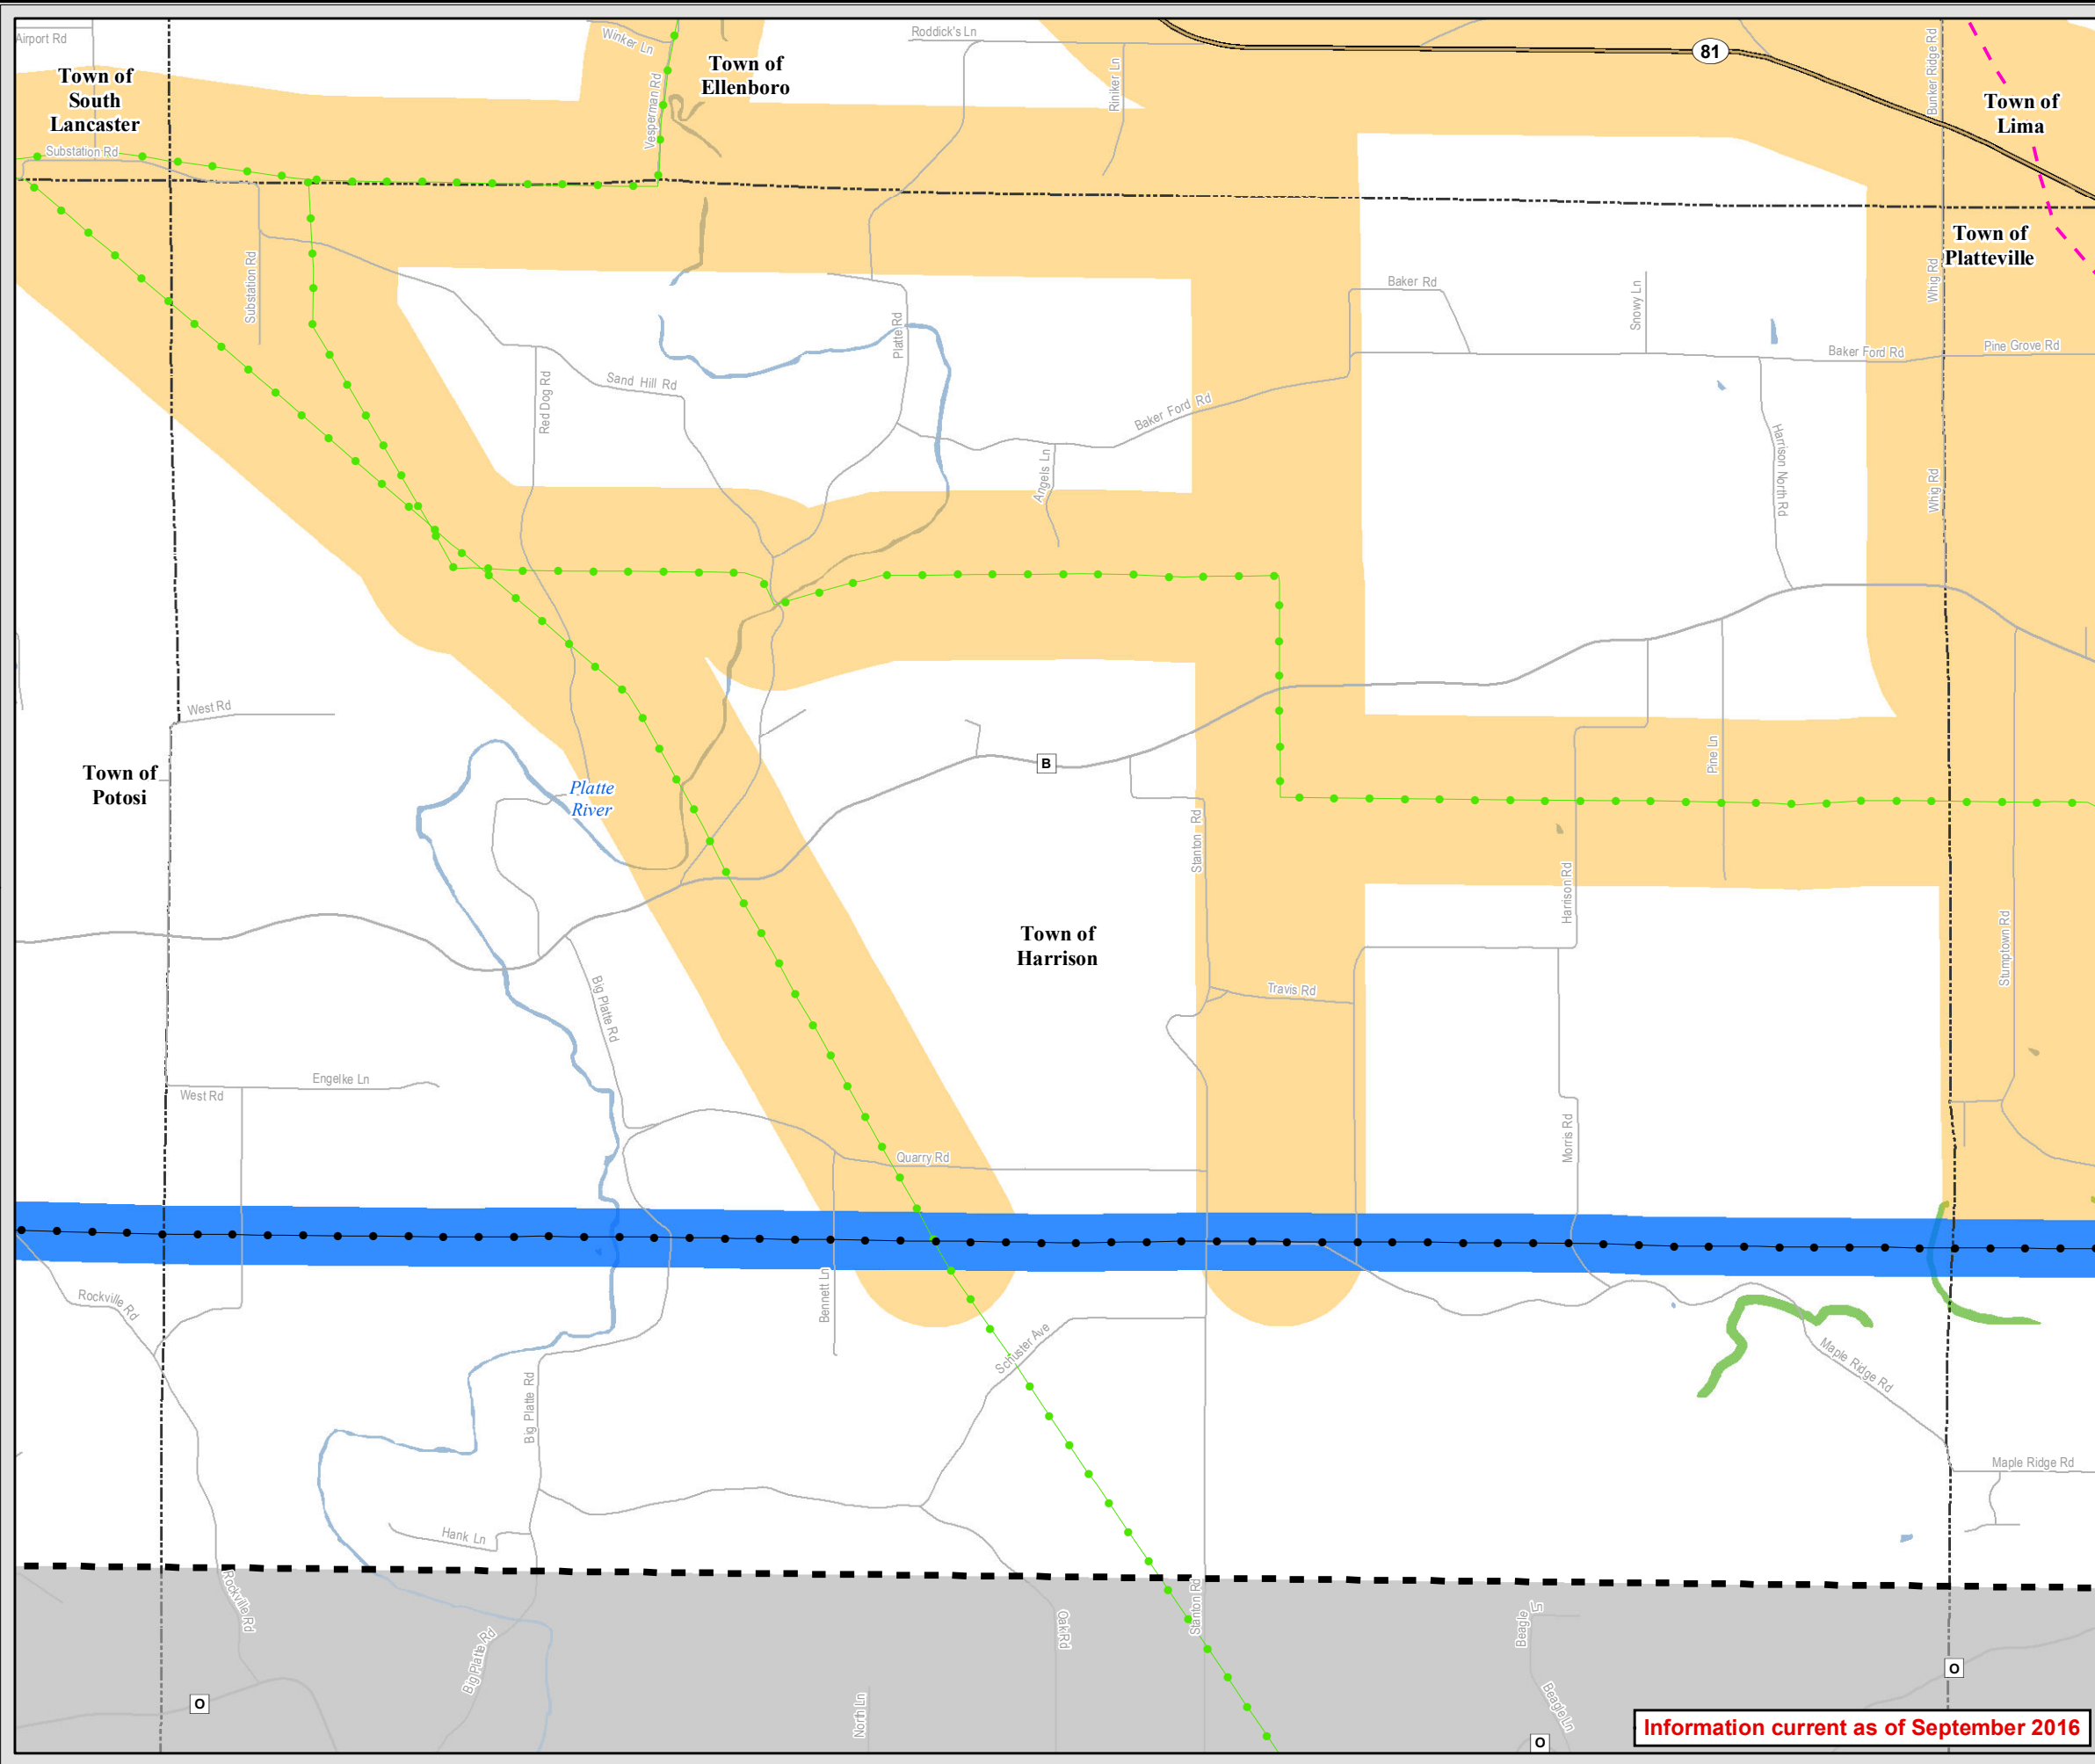 Airport Rd
Winker Ln
Roddick's Ln
81
Bunker Ridge Rd
Town of
South
Lancaster
Town of
Ellenboro
Vesperman Rd
Riniker Ln
Town of
Lima
Substation Rd
Substation Rd
Town of
Platteville
Whig Rd
Baker Rd
Snowy Ln
Platte Rd
Baker Ford Rd
Pine Grove Rd
Red Dog Rd
Sand Hill Rd
Baker Ford Rd
Angels Ln
Harrison North Rd
Whig Rd
West Rd
Town of
Potosi
Platte
River
B
Pine Ln
Stanton Rd
Harrison Rd
Town of
Harrison
Stumptown Rd
Travis Rd
Big Platte Rd
Engelke Ln
West Rd
Morris Rd
Quarry Rd
Rockville Rd
Bennett Ln
Schuster Ave
Maple Ridge Rd
Big Platte Rd
Maple Ridge Rd
Hank Ln
Rockville Rd
Big Platte Rd
Oak Rd
Stanton Rd
Beagle Ln
O
North Ln
Beagle Ln
O
O
Information current as of September 2016